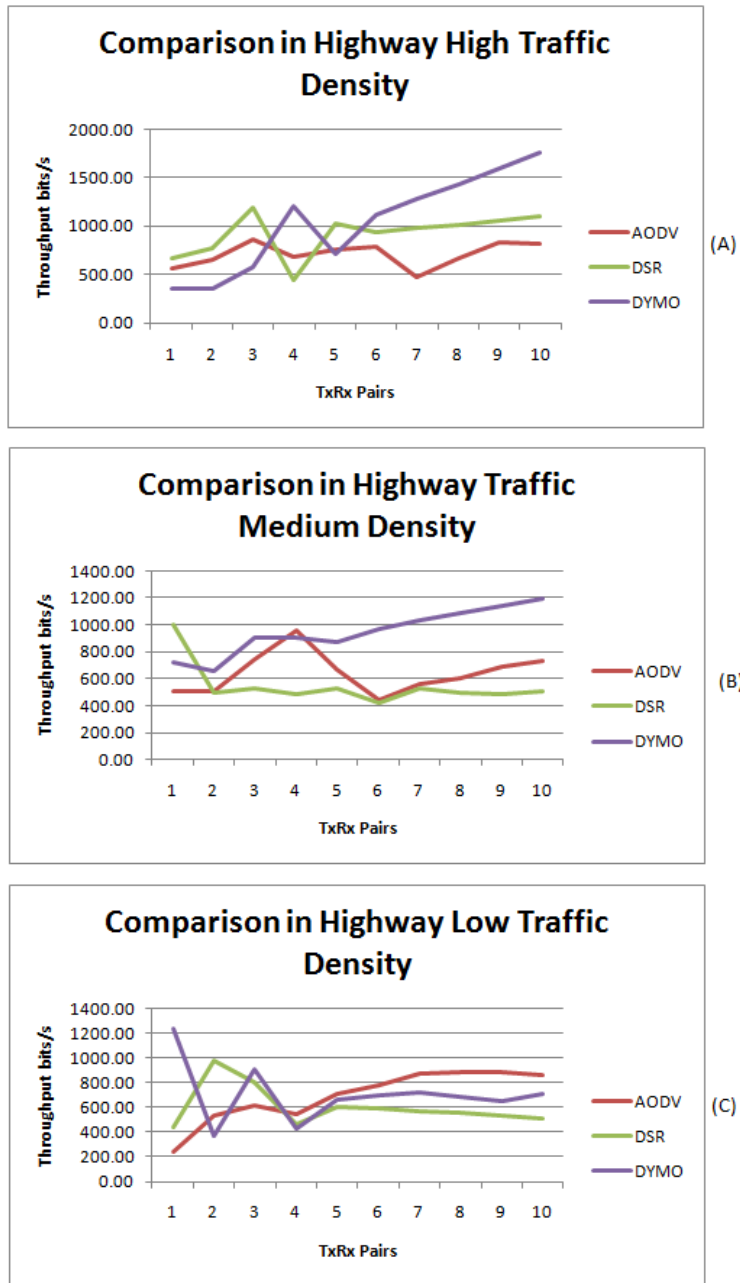 Comparison in Highway High Traffic
Density
Throughput bits/s
2000.00
1500.00
1000.00
500.00
0.00
1 2 3 4 5 6 7 8 9 10
TxRx Pairs
AODV
DSR
DYMO
(A)
Comparison in Highway Traffic
Medium Density
Throughput bits/s
1400.00
1200.00
1000.00
800.00
600.00
400.00
200.00
0.00
1 2 3 4 5 6 7 8 9 10
TxRx Pairs
AODV
DSR
DYMO
(B)
Comparison in Highway Low Traffic
Density
Throughput bits/s
1400.00
1200.00
1000.00
800.00
600.00
400.00
200.00
0.00
1 2 3 4 5 6 7 8 9 10
TxRx Pairs
AODV
DSR
DYMO
(C)